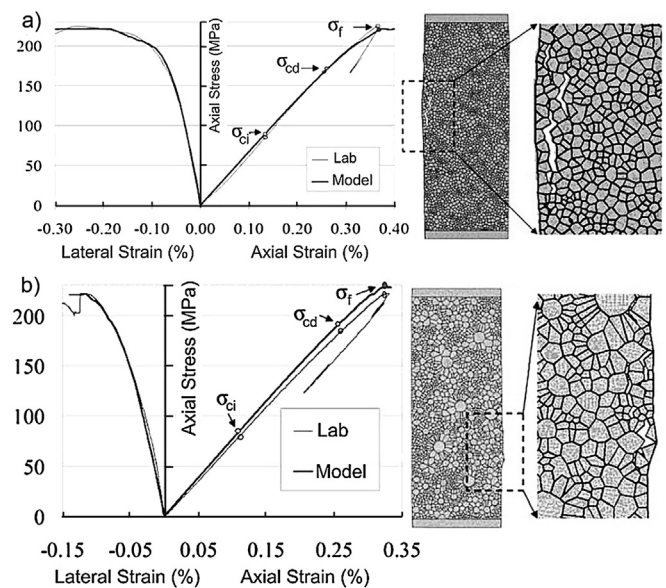 a)
σf
σcd
σci
Axial Stress (MPa)
200
150
100
50
0
Lab
Model
-0.30 -0.20 -0.10 0.00 0.10 0.20 0.30 0.40
Lateral Strain (%) Axial Strain (%)
b)
σf
σcd
σci
Axial Stress (MPa)
200
150
100
50
0
Lab
Model
-0.15 -0.05 0.05 0.15 0.25 0.35
Lateral Strain (%) Axial Strain (%)